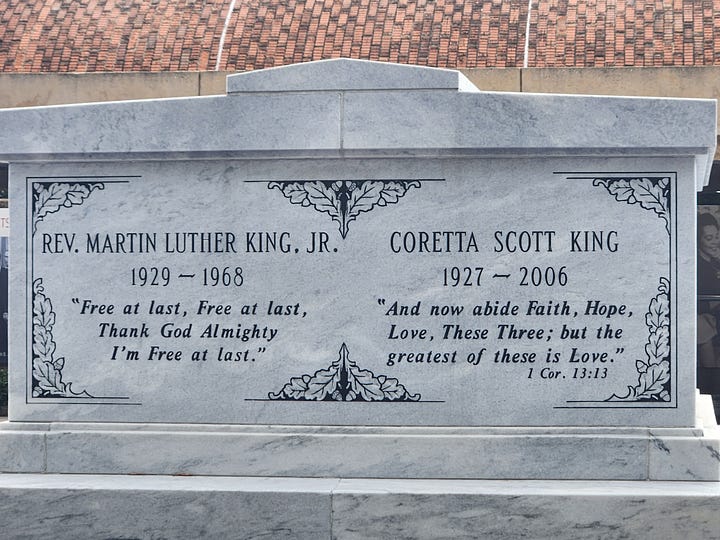 REV. MARTIN LUTHER KING, JR.
1929 — 1968
"Free at last, Free at last,
Thank God Almighty
I'm Free at last."
CORETTA SCOTT KING
1927 — 2006
"And now abide Faith, Hope,
Love, These Three; but the
greatest of these is Love."
1 Cor. 13:13